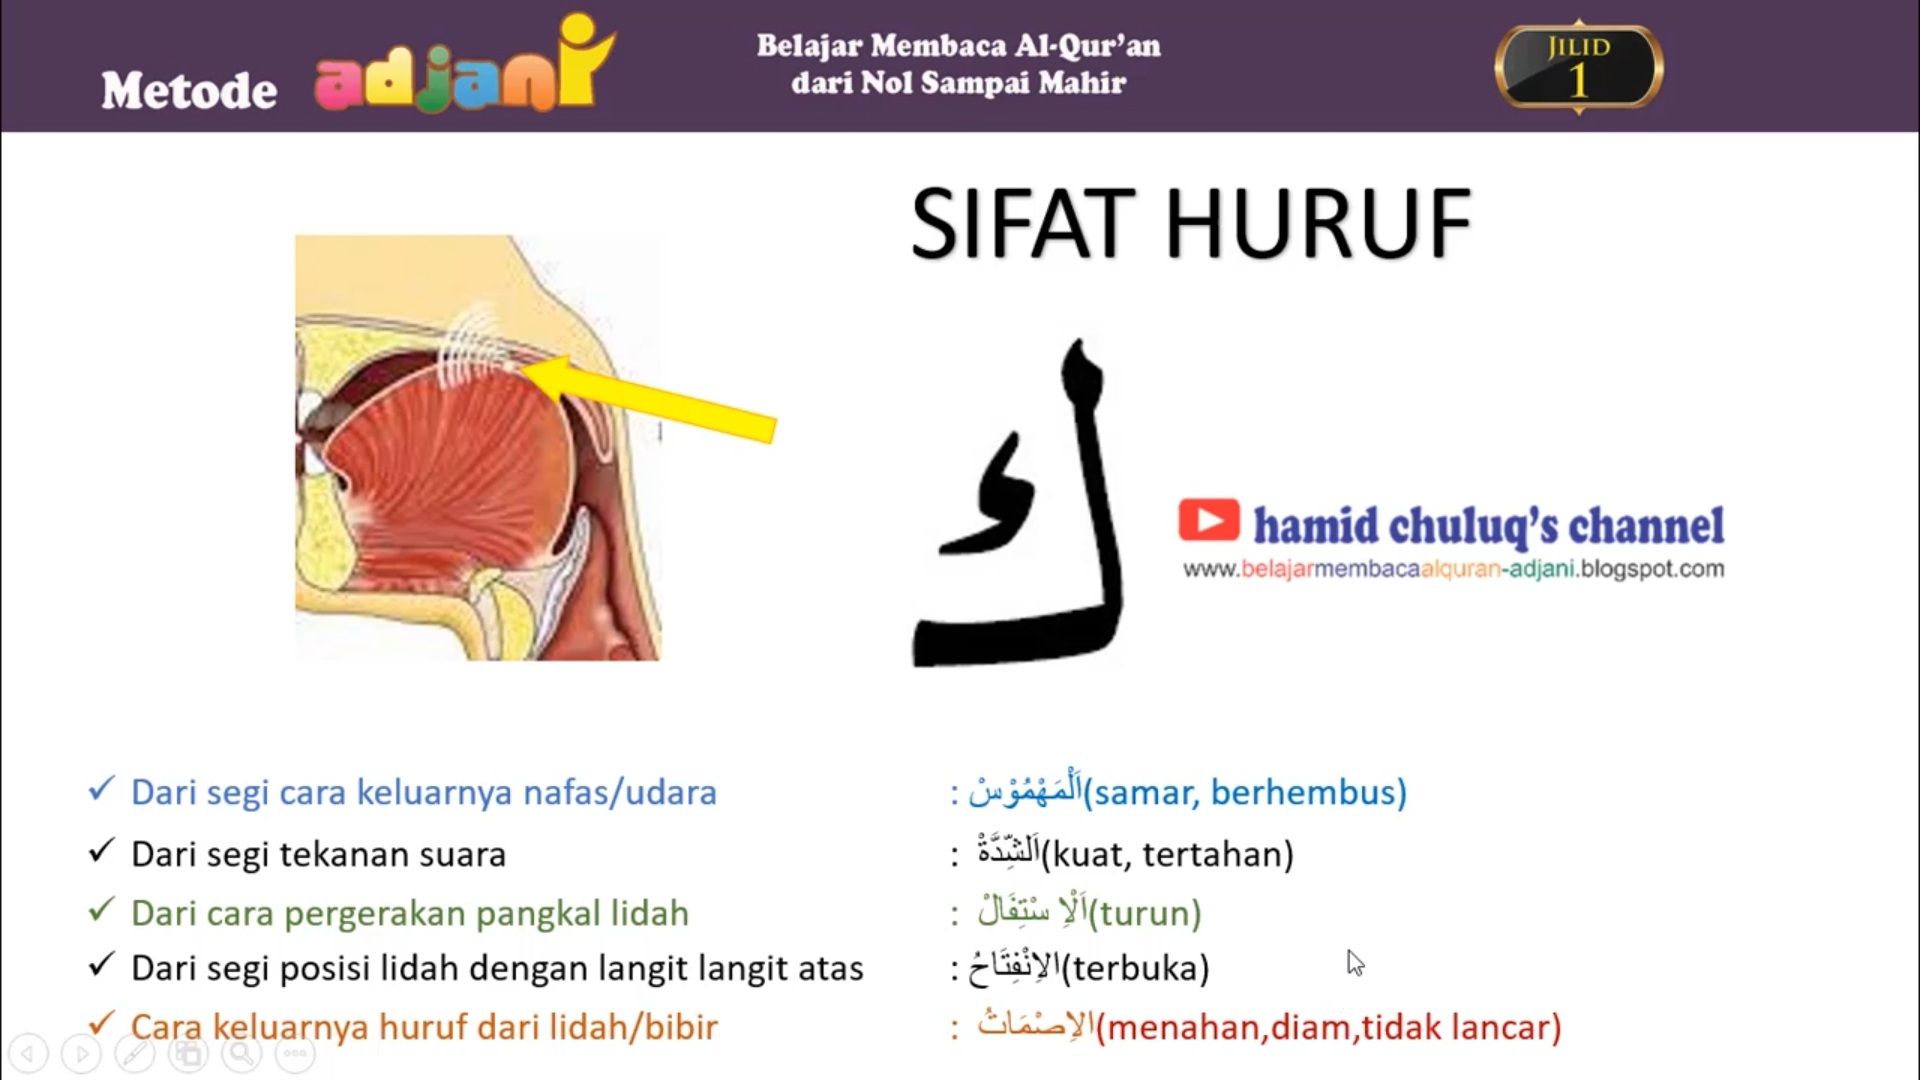 Metode adjani
Belajar Membaca Al-Qur’an
dari Nol Sampai Mahir
JILID
1
SIFAT HURUF
ك
hamid chuluq’s channel
www.belajarmembacaalquran-adjani.blogspot.com
✓ Dari segi cara keluarnya nafas/udara : اَلْمَهْمُوْسْ(samar, berhembus)
✓ Dari segi tekanan suara : اَلشِّدَّةْ(kuat, tertahan)
✓ Dari cara pergerakan pangkal lidah : اَلْاِ سْتِفَالْ(turun)
✓ Dari segi posisi lidah dengan langit langit atas : الاِنْفِتَاحُ(terbuka)
✓ Cara keluarnya huruf dari lidah/bibir : الاِصْمَاتُ(menahan,diam,tidak lancar)